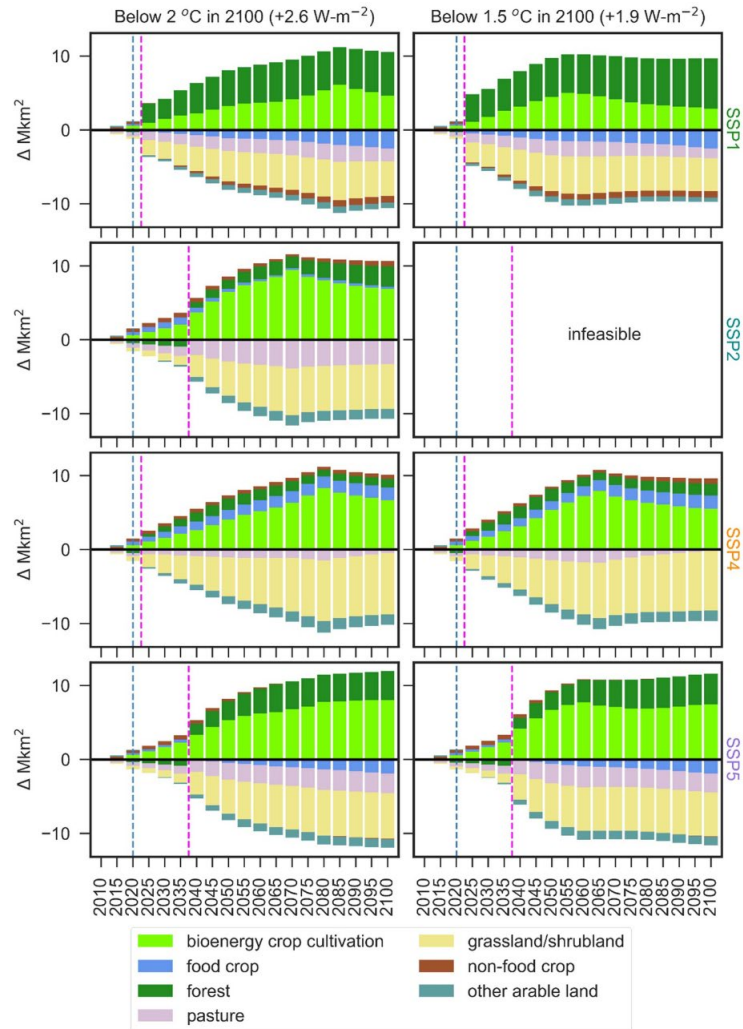 Below 2 °C in 2100 (+2.6 W-m⁻²)
Below 1.5 °C in 2100 (+1.9 W-m⁻²)
10
0
−10
Δ Mkm²
SSP1
10
0
−10
Δ Mkm²
infeasible
SSP2
10
0
−10
Δ Mkm²
SSP4
10
0
−10
Δ Mkm²
SSP5
2010 2015 2020 2025 2030 2035 2040 2045 2050 2055 2060 2065 2070 2075 2080 2085 2090 2095 2100
2010 2015 2020 2025 2030 2035 2040 2045 2050 2055 2060 2065 2070 2075 2080 2085 2090 2095 2100
bioenergy crop cultivation
food crop
forest
pasture
grassland/shrubland
non-food crop
other arable land